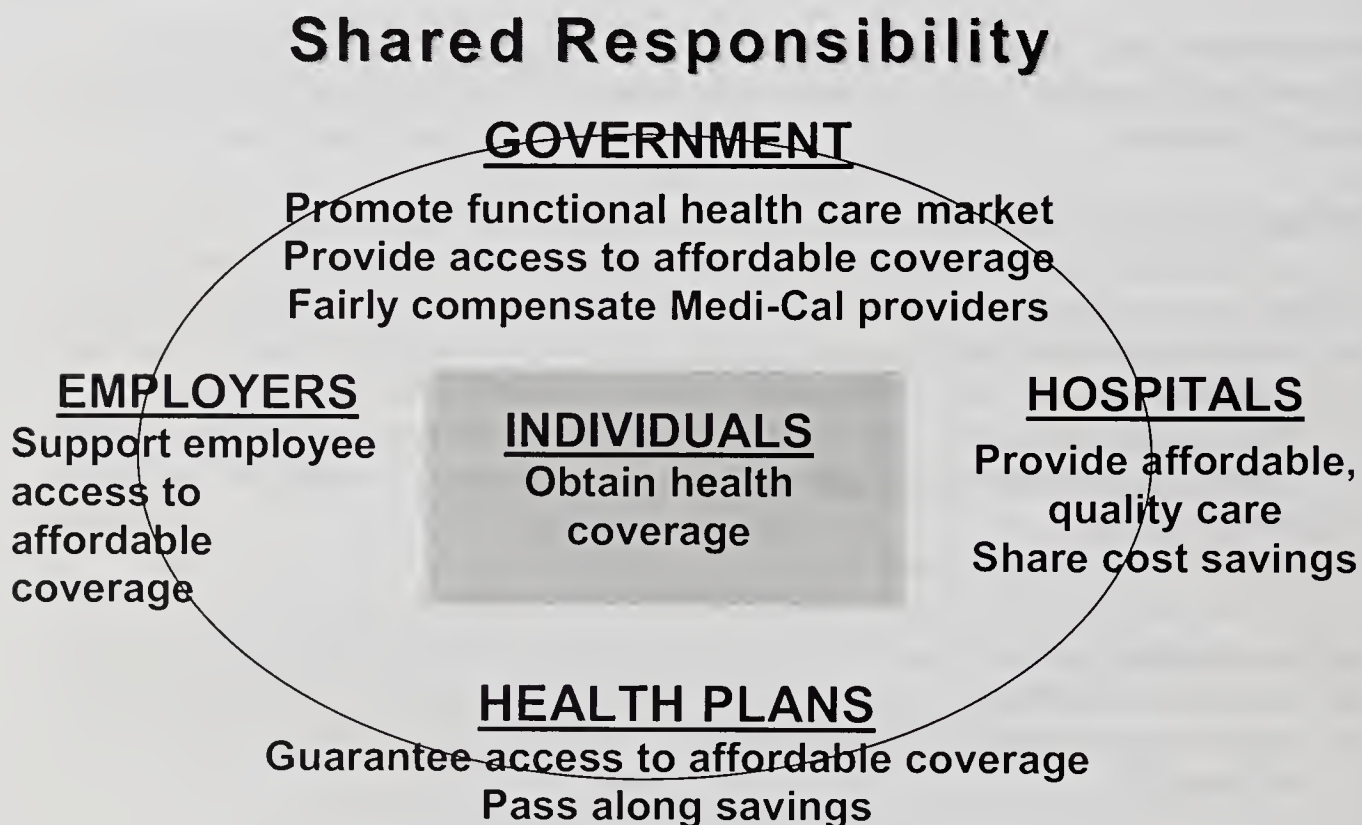 Shared Responsibility
GOVERNMENT
Promote functional health care market
Provide access to affordable coverage
Fairly compensate Medi-Cal providers
EMPLOYERS
Support employee
access to
affordable
coverage
INDIVIDUALS
Obtain health
coverage
HOSPITALS
Provide affordable,
quality care
Share cost savings
HEALTH PLANS
Guarantee access to affordable coverage
Pass along savings